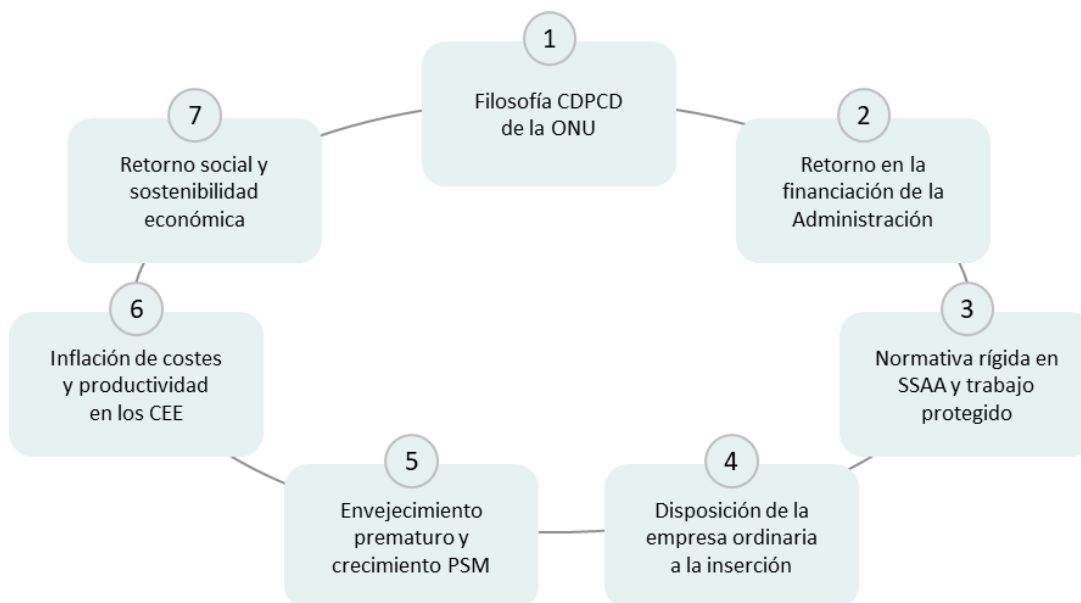 1
Filosofía CDPCD
de la ONU
2
Retorno en la
financiación de la
Administración
3
Normativa rígida en
SSAA y trabajo
protegido
4
Disposición de la
empresa ordinaria
a la inserción
5
Envejecimiento
prematuro y
crecimiento PSM
6
Inflación de costes
y productividad
en los CEE
7
Retorno social y
sostenibilidad
económica